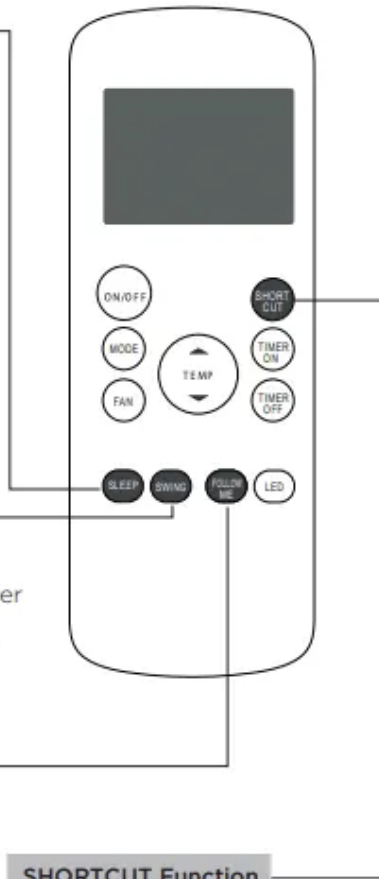 ON/OFF
SHORT
CUT
MODE
TEMP
TIMER
ON
FAN
TIMER
OFF
SLEEP
SWING
FOLLOW
ME
LED
er
SHORTCUT Function